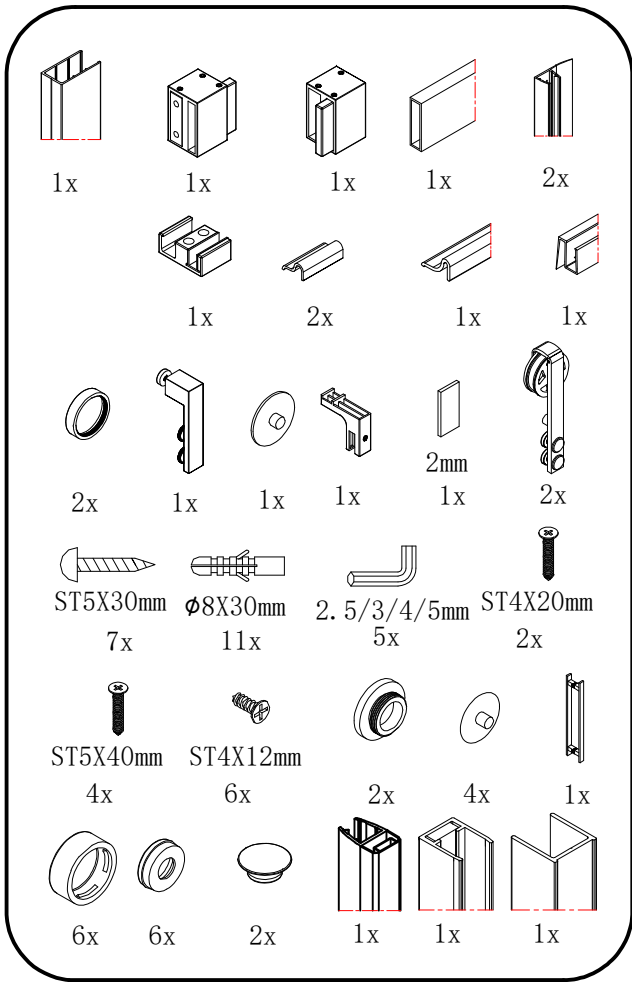 1x 1x 1x 1x 2x
1x 2x 1x 1x
2mm
2x 1x 1x 1x 1x 2x
ST5X30mm ϕ8X30mm 2.5/3/4/5mm ST4X20mm
7x 11x 5x 2x
ST5X40mm ST4X12mm
4x 6x 2x 4x 1x
6x 6x 2x 1x 1x 1x